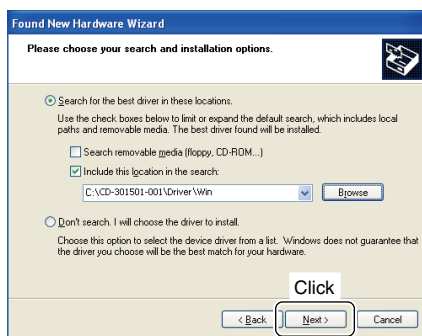 Found New Hardware Wizard
Please choose your search and installation options.
Search for the best driver in these locations.
Use the check boxes below to limit or expand the default search, which includes local
paths and removable media. The best driver found will be installed.
Search removable media (floppy, CD-ROM...)
Include this location in the search:
C:\CD-301501-001\Driver\Win
Browse
Don't search. I will choose the driver to install.
Choose this option to select the device driver from a list. Windows does not guarantee that
the driver you choose will be the best match for your hardware.
Click
< Back
Next >
Cancel